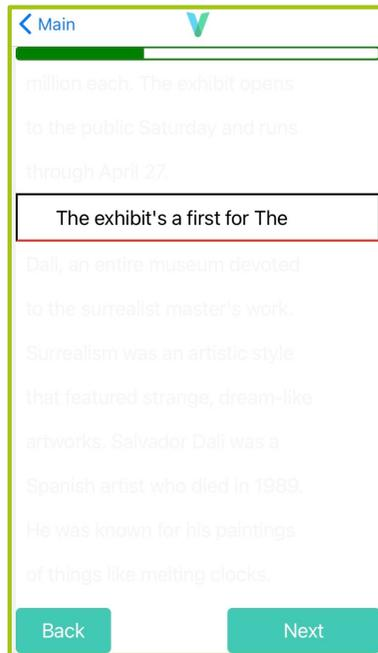 Main
million each. The exhibit opens
to the public Saturday and runs
through April 27.
The exhibit's a first for The
Dali, an entire museum devoted
to the surrealist master's work.
Surrealism was an artistic style
that featured strange, dream-like
artworks. Salvador Dali was a
Spanish artist who died in 1989.
He was known for his paintings
of things like melting clocks.
Back Next